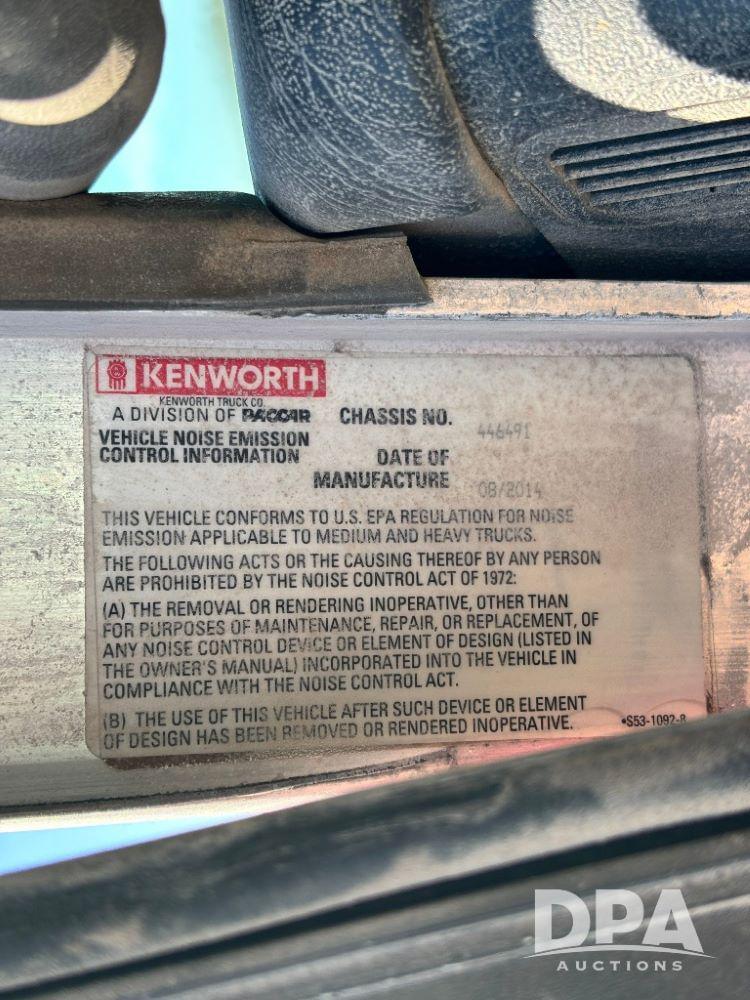 KENWORTH
KENWORTH TRUCK CO.
A DIVISION OF PACCAR
CHASSIS NO. 446491
VEHICLE NOISE EMISSION
CONTROL INFORMATION
DATE OF
MANUFACTURE 08/2014
THIS VEHICLE CONFORMS TO U.S. EPA REGULATION FOR NOISE
EMISSION APPLICABLE TO MEDIUM AND HEAVY TRUCKS.
THE FOLLOWING ACTS OR THE CAUSING THEREOF BY ANY PERSON
ARE PROHIBITED BY THE NOISE CONTROL ACT OF 1972:
(A) THE REMOVAL OR RENDERING INOPERATIVE, OTHER THAN
FOR PURPOSES OF MAINTENANCE, REPAIR, OR REPLACEMENT, OF
ANY NOISE CONTROL DEVICE OR ELEMENT OF DESIGN (LISTED IN
THE OWNER'S MANUAL) INCORPORATED INTO THE VEHICLE IN
COMPLIANCE WITH THE NOISE CONTROL ACT.
(B) THE USE OF THIS VEHICLE AFTER SUCH DEVICE OR ELEMENT
OF DESIGN HAS BEEN REMOVED OR RENDERED INOPERATIVE.
•S53-1092-8
DPA
AUCTIONS